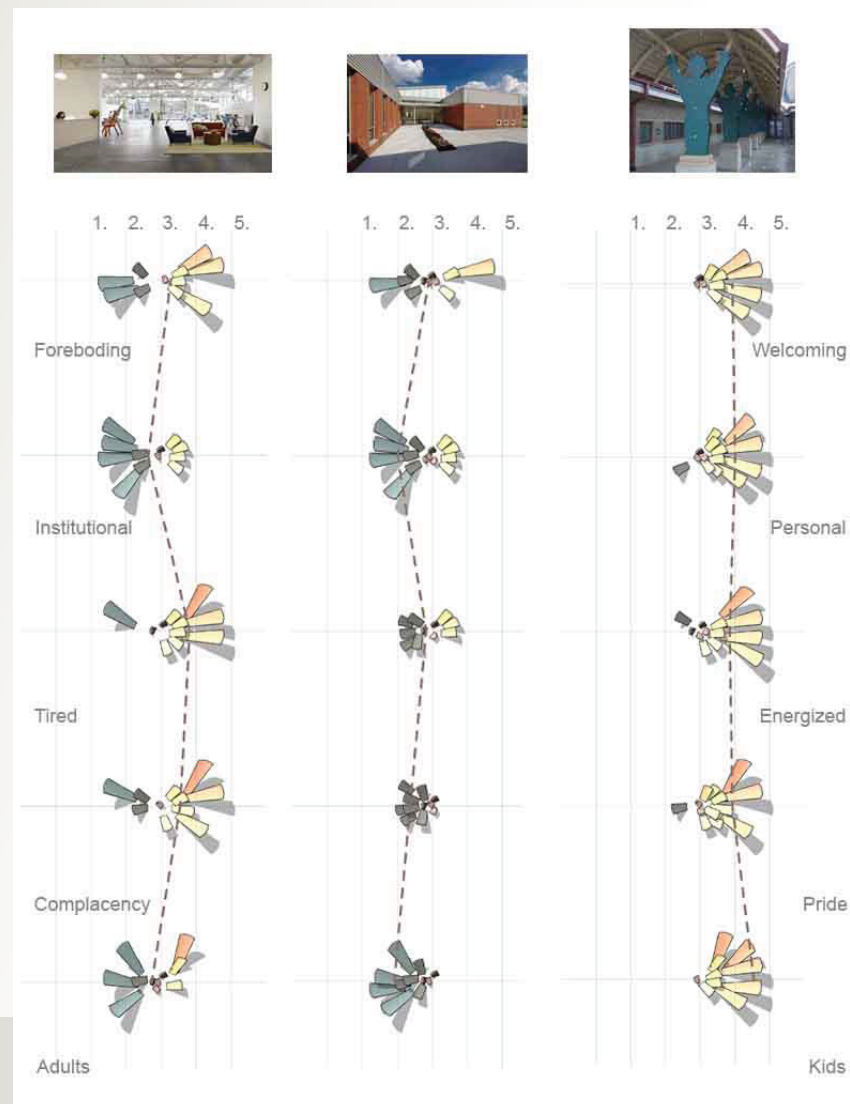 1. 2. 3. 4. 5.
1. 2. 3. 4. 5.
1. 2. 3. 4. 5.
Foreboding
Welcoming
Institutional
Personal
Tired
Energized
Complacency
Pride
Adults
Kids